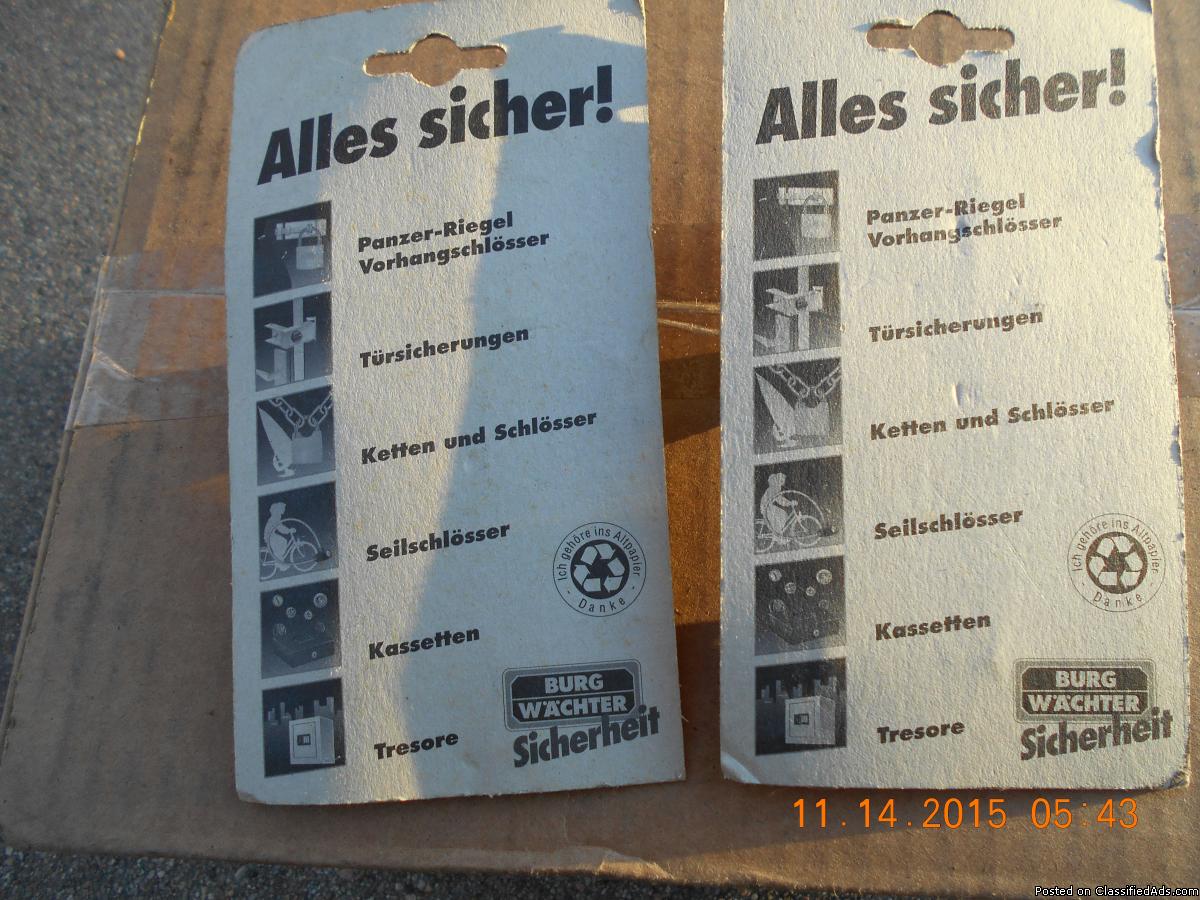 Alles sicher!
Panzer-Riegel
Vorhangschlösser
Türsicherungen
Ketten und Schlösser
Seilschlösser
Ich gehöre ins Altpapier
- Danke -
Kassetten
BURG
WÄCHTER
Sicherheit
Tresore
Alles sicher!
Panzer-Riegel
Vorhangschlösser
Türsicherungen
Ketten und Schlösser
Seilschlösser
Ich gehöre ins Altpapier
- Danke -
Kassetten
BURG
WÄCHTER
Sicherheit
Tresore
11.14.2015 05:43
Posted on ClassifiedAds.com